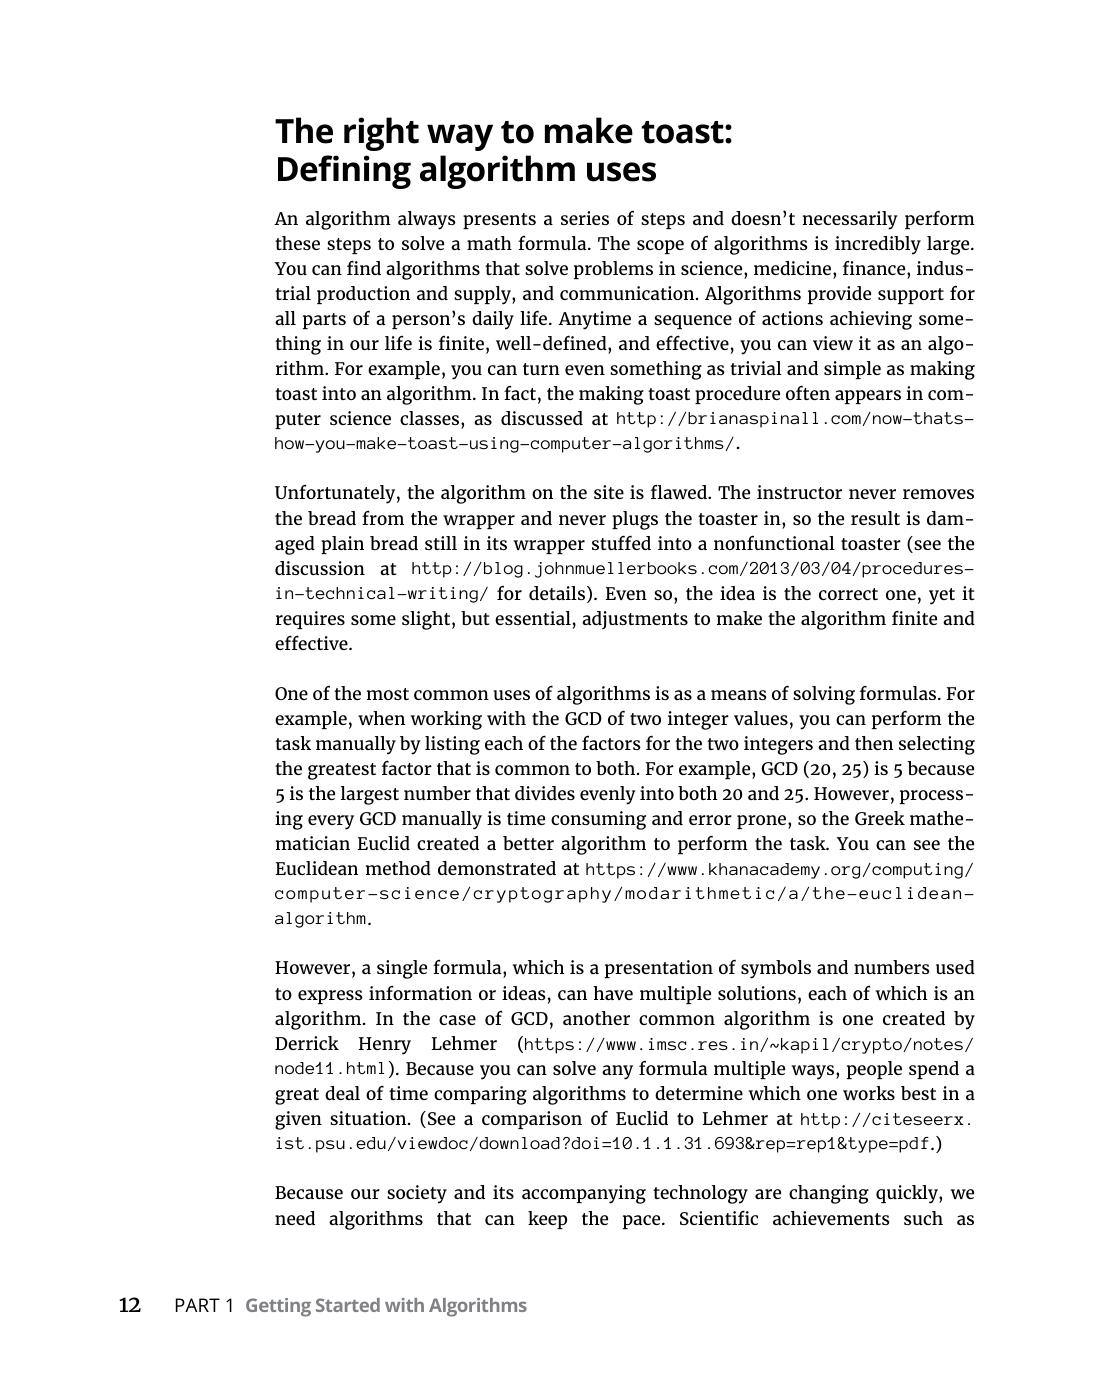 The right way to make toast:
Defining algorithm uses
An algorithm always presents a series of steps and doesn’t necessarily perform
these steps to solve a math formula. The scope of algorithms is incredibly large.
You can find algorithms that solve problems in science, medicine, finance, indus-
trial production and supply, and communication. Algorithms provide support for
all parts of a person’s daily life. Anytime a sequence of actions achieving some-
thing in our life is finite, well-defined, and effective, you can view it as an algo-
rithm. For example, you can turn even something as trivial and simple as making
toast into an algorithm. In fact, the making toast procedure often appears in com-
puter science classes, as discussed at http://brianaspinall.com/now-thats-
how-you-make-toast-using-computer-algorithms/.
Unfortunately, the algorithm on the site is flawed. The instructor never removes
the bread from the wrapper and never plugs the toaster in, so the result is dam-
aged plain bread still in its wrapper stuffed into a nonfunctional toaster (see the
discussion at http://blog.johnmuellerbooks.com/2013/03/04/procedures-
in-technical-writing/ for details). Even so, the idea is the correct one, yet it
requires some slight, but essential, adjustments to make the algorithm finite and
effective.
One of the most common uses of algorithms is as a means of solving formulas. For
example, when working with the GCD of two integer values, you can perform the
task manually by listing each of the factors for the two integers and then selecting
the greatest factor that is common to both. For example, GCD (20, 25) is 5 because
5 is the largest number that divides evenly into both 20 and 25. However, process-
ing every GCD manually is time consuming and error prone, so the Greek mathe-
matician Euclid created a better algorithm to perform the task. You can see the
Euclidean method demonstrated at https://www.khanacademy.org/computing/
computer-science/cryptography/modarithmetic/a/the-euclidean-
algorithm.
However, a single formula, which is a presentation of symbols and numbers used
to express information or ideas, can have multiple solutions, each of which is an
algorithm. In the case of GCD, another common algorithm is one created by
Derrick Henry Lehmer (https://www.imsc.res.in/~kapil/crypto/notes/
node11.html). Because you can solve any formula multiple ways, people spend a
great deal of time comparing algorithms to determine which one works best in a
given situation. (See a comparison of Euclid to Lehmer at http://citeseerx.
ist.psu.edu/viewdoc/download?doi=10.1.1.31.693&rep=rep1&type=pdf.)
Because our society and its accompanying technology are changing quickly, we
need algorithms that can keep the pace. Scientific achievements such as
12 PART 1 Getting Started with Algorithms